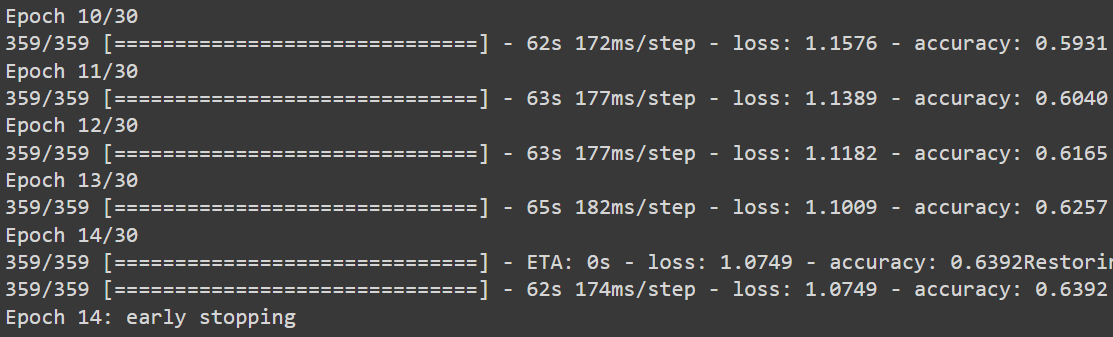 Epoch 10/30
359/359 [==============================] - 62s 172ms/step - loss: 1.1576 - accuracy: 0.5931
Epoch 11/30
359/359 [==============================] - 63s 177ms/step - loss: 1.1389 - accuracy: 0.6040
Epoch 12/30
359/359 [==============================] - 63s 177ms/step - loss: 1.1182 - accuracy: 0.6165
Epoch 13/30
359/359 [==============================] - 65s 182ms/step - loss: 1.1009 - accuracy: 0.6257
Epoch 14/30
359/359 [==============================] - ETA: 0s - loss: 1.0749 - accuracy: 0.6392Restorin
359/359 [==============================] - 62s 174ms/step - loss: 1.0749 - accuracy: 0.6392
Epoch 14: early stopping